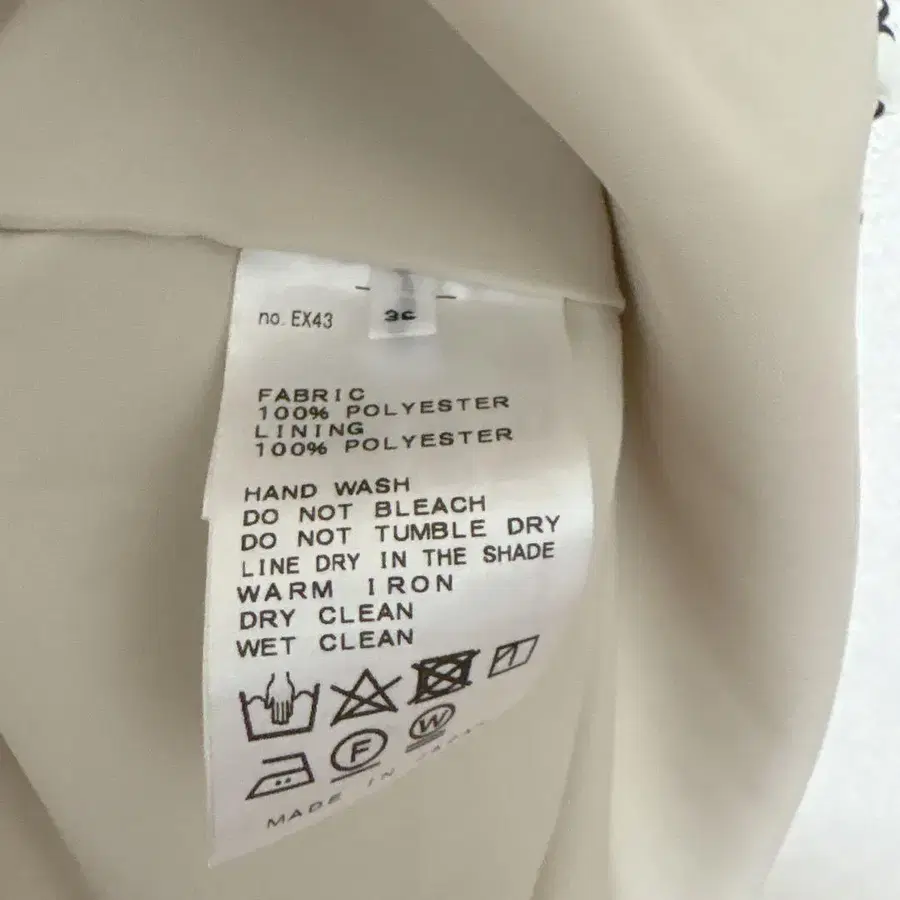 no. EX43
FABRIC
100% POLYESTER
LINING
100% POLYESTER
HAND WASH
DO NOT BLEACH
DO NOT TUMBLE DRY
LINE DRY IN THE SHADE
WARM IRON
DRY CLEAN
WET CLEAN
F
W
MADE IN JAPAN